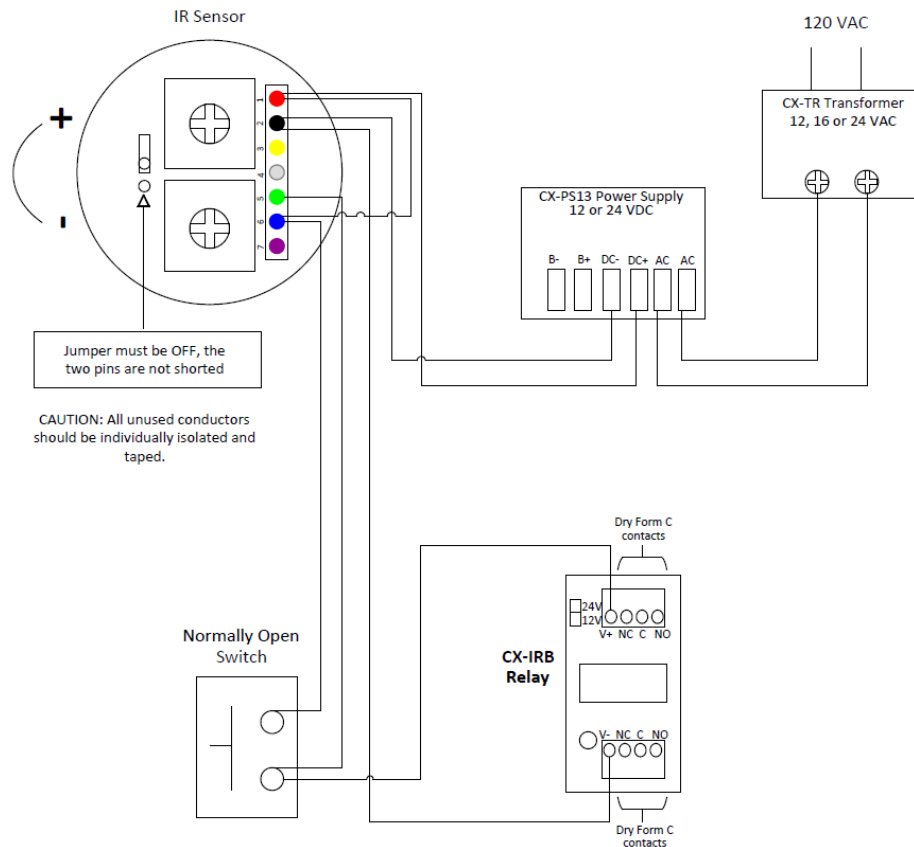 IR Sensor
120 VAC
CX-TR Transformer
12, 16 or 24 VAC
+
-
1
2
3
4
5
6
7
CX-PS13 Power Supply
12 or 24 VDC
B- B+ DC- DC+ AC AC
Jumper must be OFF, the
two pins are not shorted
CAUTION: All unused conductors
should be individually isolated and
taped.
Dry Form C
contacts
24V
12V
V+ NC C NO
Normally Open
Switch
CX-IRB
Relay
V- NC C NO
Dry Form C
contacts